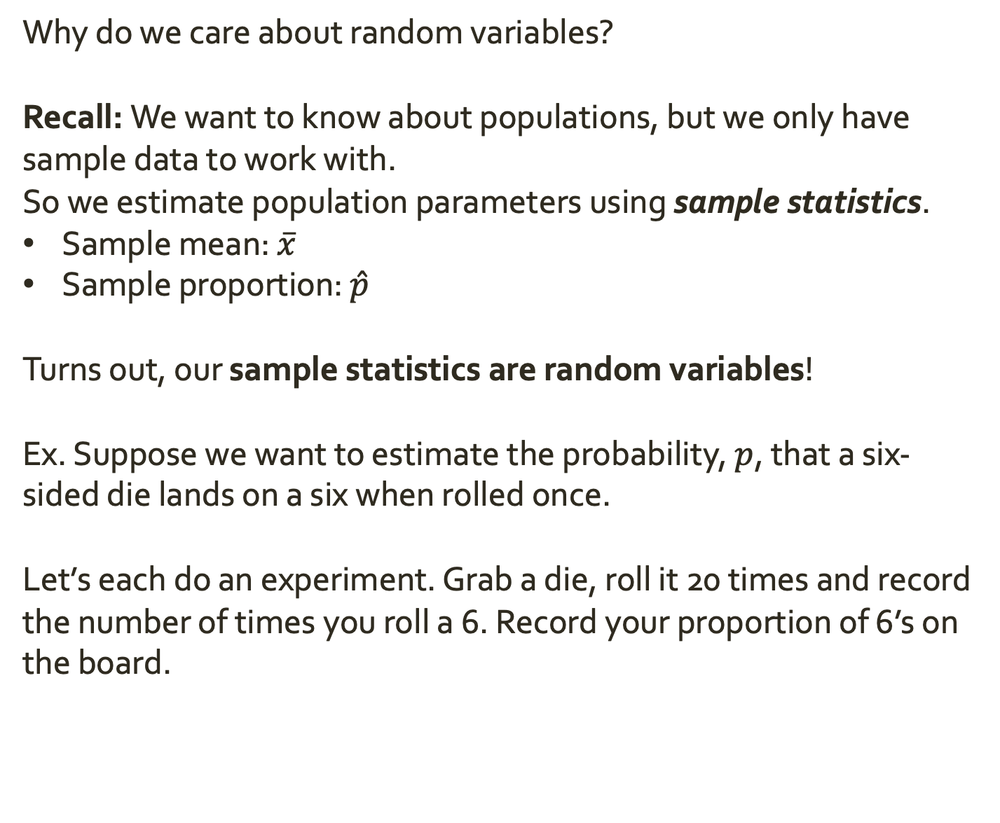 Why do we care about random variables?
Recall: We want to know about populations, but we only have
sample data to work with.
So we estimate population parameters using sample statistics.
• Sample mean: x̄
• Sample proportion: p̂
Turns out, our sample statistics are random variables!
Ex. Suppose we want to estimate the probability, p, that a six-
sided die lands on a six when rolled once.
Let’s each do an experiment. Grab a die, roll it 20 times and record
the number of times you roll a 6. Record your proportion of 6’s on
the board.